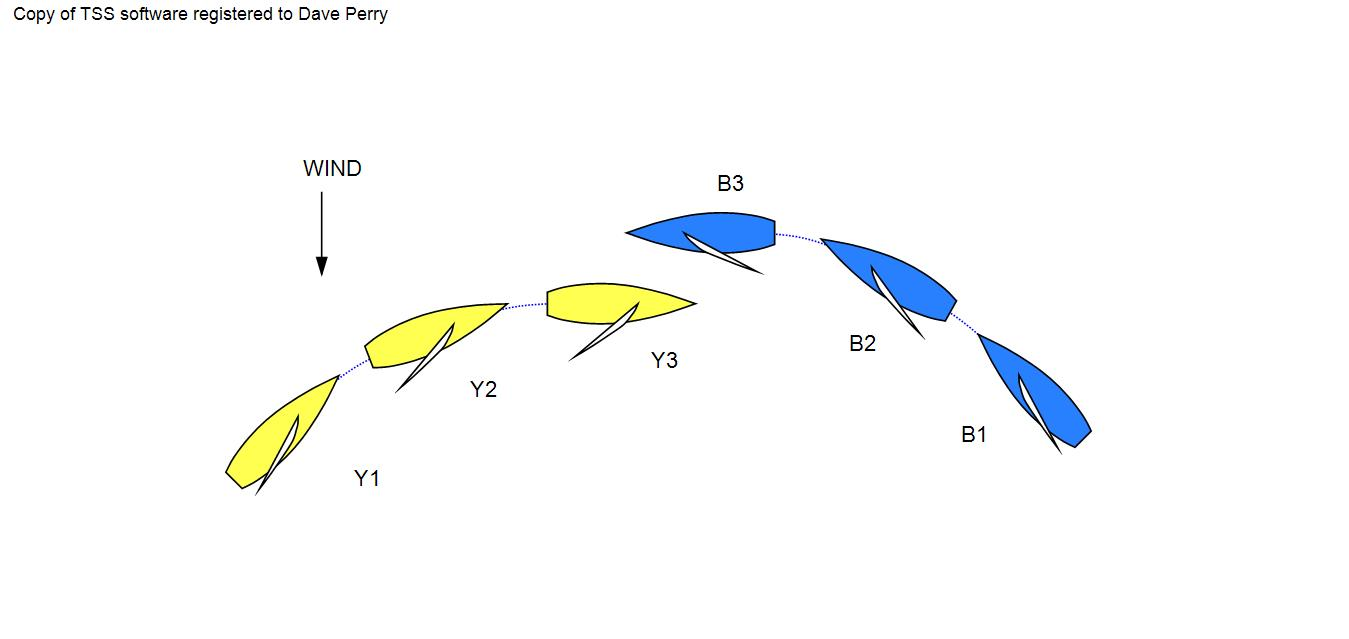 Copy of TSS software registered to Dave Perry
WIND
B3
B2
Y3
Y2
B1
Y1